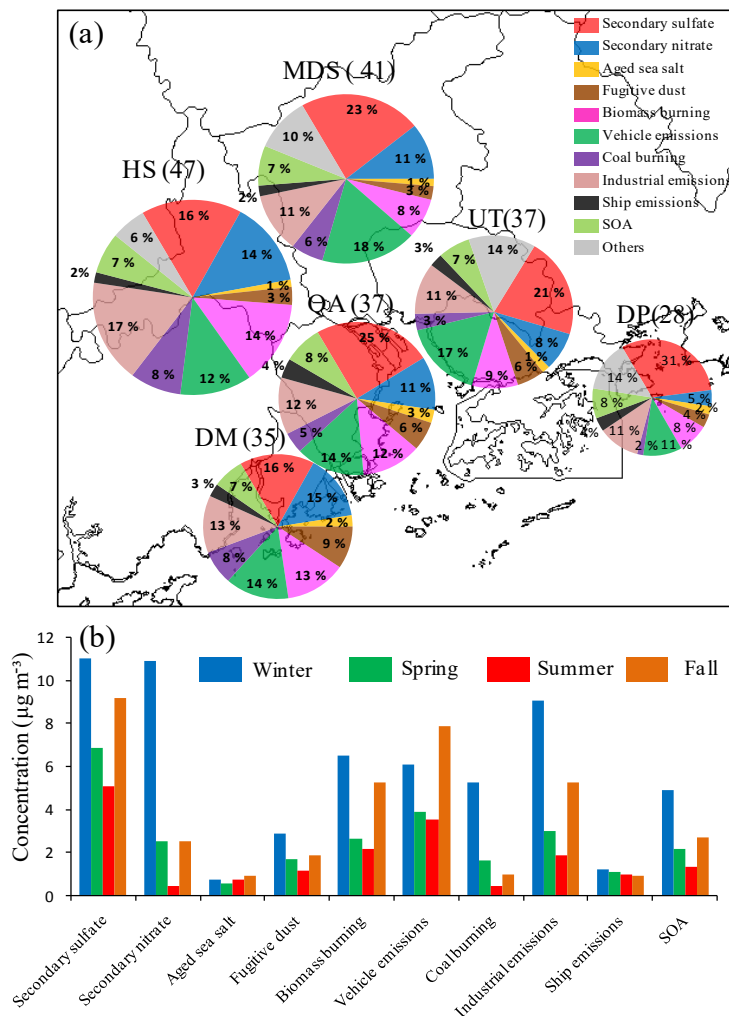 (a)
Secondary sulfate
Secondary nitrate
Aged sea salt
Fugitive dust
Biomass burning
Vehicle emissions
Coal burning
Industrial emissions
Ship emissions
SOA
Others
MDS ( 41)
23 %
11 %
1 %
3 %
8 %
18 %
6 %
11 %
2%
7 %
10 %
HS (47)
16 %
14 %
1 %
3 %
14 %
12 %
8 %
17 %
2%
7 %
6 %
UT(37)
21 %
8 %
1 %
6 %
9 %
17 %
3 %
11 %
3%
7 %
14 %
QA (37)
25 %
11 %
3 %
6 %
12 %
14 %
5 %
12 %
4 %
8 %
DP(28)
31 %
5 %
4 %
8 %
11 %
2 %
11 %
8 %
14 %
DM (35)
16 %
15 %
2 %
9 %
13 %
14 %
8 %
13 %
3 %
7 %
(b)
Winter
Spring
Summer
Fall
Concentration (µg m⁻³)
12
10
8
6
4
2
0
Secondary sulfate
Secondary nitrate
Aged sea salt
Fugitive dust
Biomass burning
Vehicle emissions
Coal burning
Industrial emissions
Ship emissions
SOA